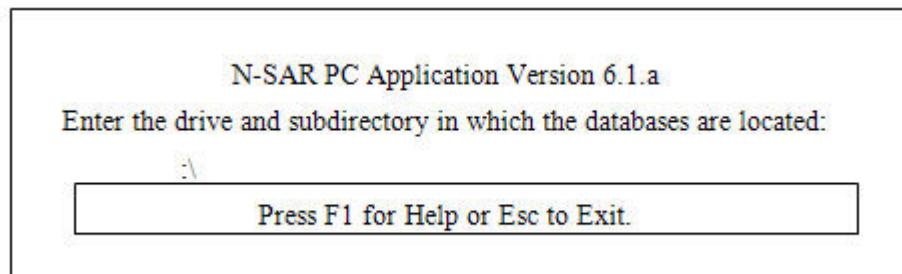 N-SAR PC Application Version 6.1.a
Enter the drive and subdirectory in which the databases are located:
:\
Press F1 for Help or Esc to Exit.